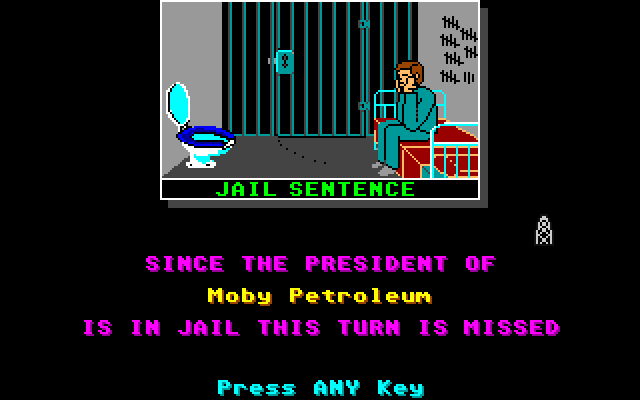 JAIL SENTENCE
SINCE THE PRESIDENT OF
Moby Petroleum
IS IN JAIL THIS TURN IS MISSED
Press ANY Key